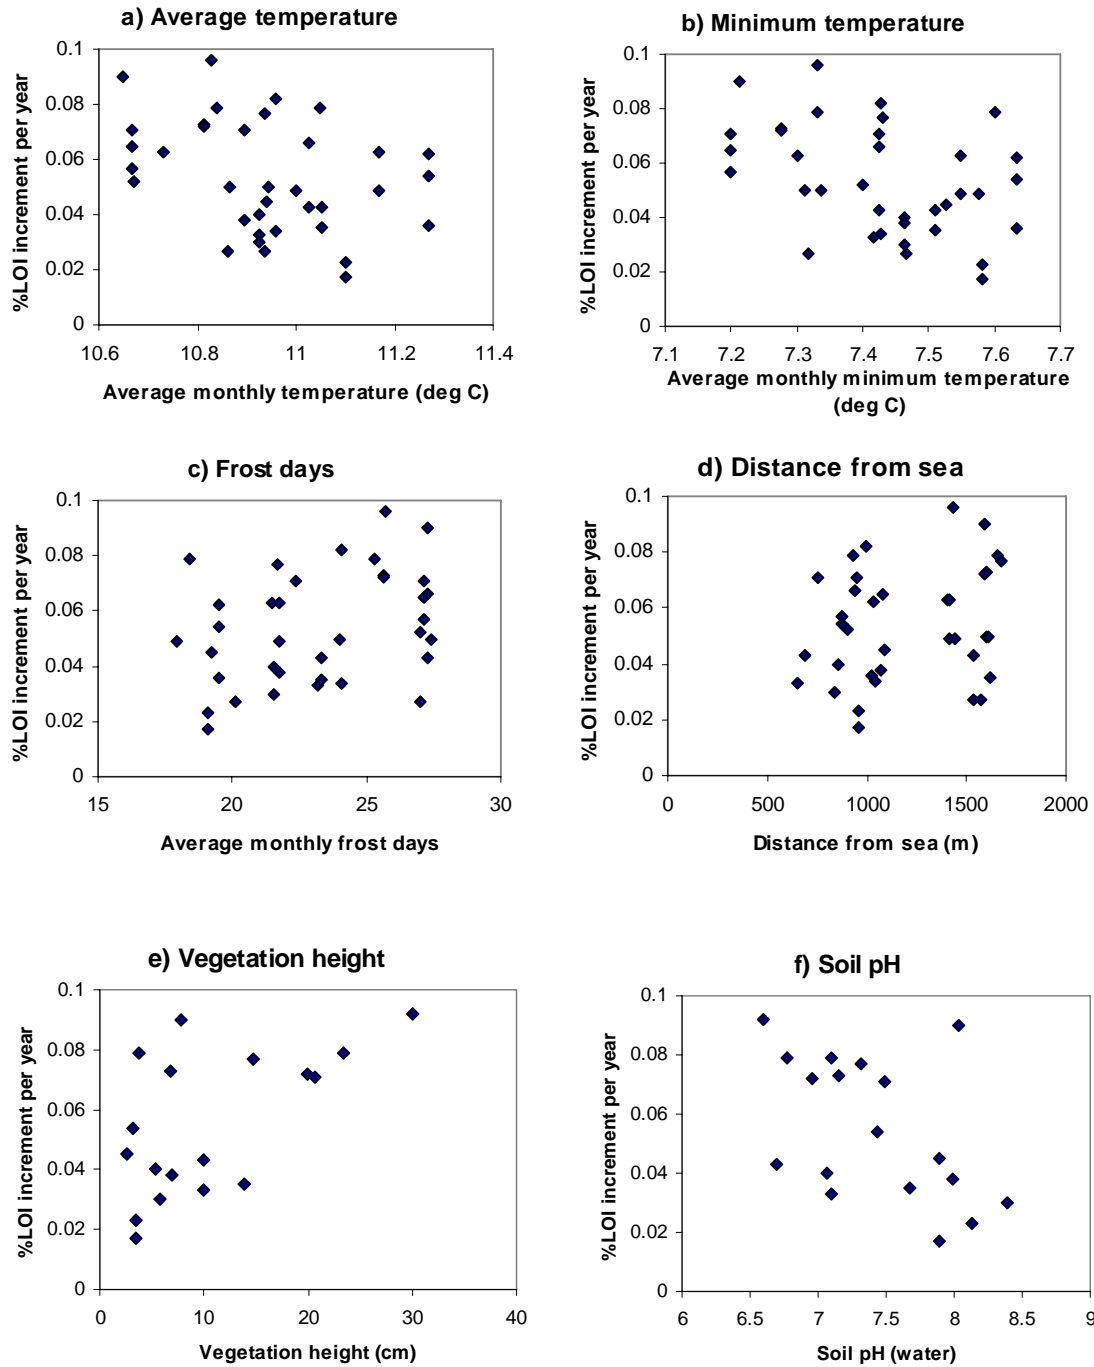 a) Average temperature
%LOI increment per year
0.1
0.08
0.06
0.04
0.02
0
10.6 10.8 11 11.2 11.4
Average monthly temperature (deg C)
b) Minimum temperature
%LOI increment per year
0.1
0.08
0.06
0.04
0.02
0
7.1 7.2 7.3 7.4 7.5 7.6 7.7
Average monthly minimum temperature
(deg C)
c) Frost days
%LOI increment per year
0.1
0.08
0.06
0.04
0.02
0
15 20 25 30
Average monthly frost days
d) Distance from sea
%LOI increment per year
0.1
0.08
0.06
0.04
0.02
0
0 500 1000 1500 2000
Distance from sea (m)
e) Vegetation height
%LOI increment per year
0.1
0.08
0.06
0.04
0.02
0
0 10 20 30 40
Vegetation height (cm)
f) Soil pH
%LOI increment per year
0.1
0.08
0.06
0.04
0.02
0
6 6.5 7 7.5 8 8.5 9
Soil pH (water)